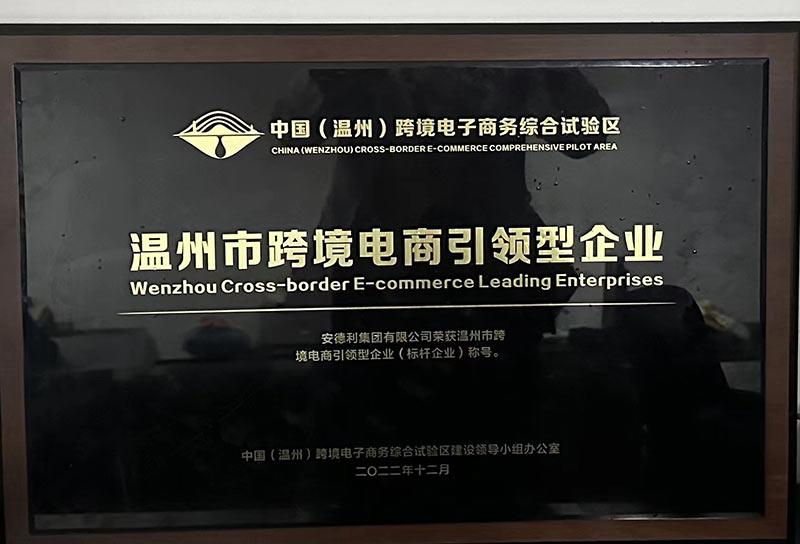 中国（温州）跨境电子商务综合试验区
CHINA (WENZHOU) CROSS-BORDER E-COMMERCE COMPREHENSIVE PILOT AREA
温州市跨境电商引领型企业
Wenzhou Cross-border E-commerce Leading Enterprises
安德利集团有限公司荣获温州市跨
境电商引领型企业（标杆企业）称号。
中国（温州）跨境电子商务综合试验区建设领导小组办公室
二〇二二年十二月